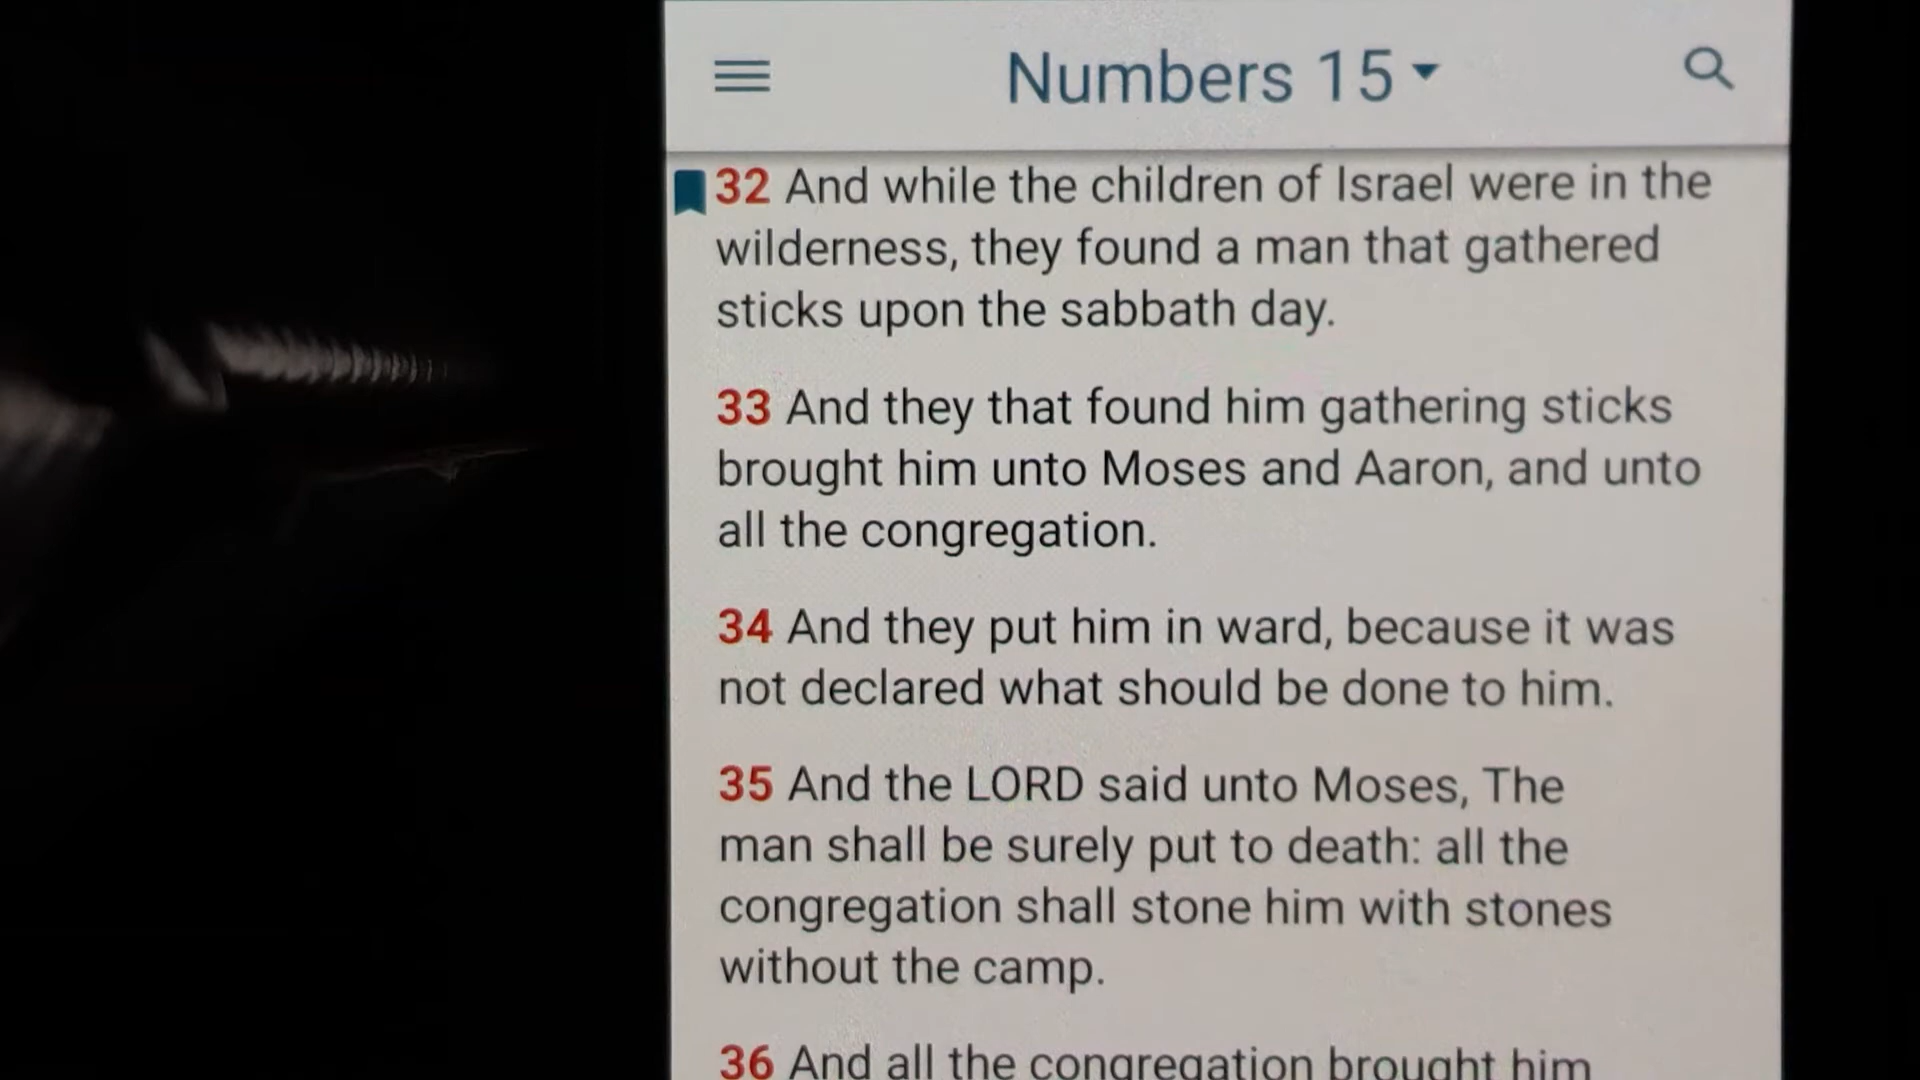 Numbers 15
32 And while the children of Israel were in the
wilderness, they found a man that gathered
sticks upon the sabbath day.
33 And they that found him gathering sticks
brought him unto Moses and Aaron, and unto
all the congregation.
34 And they put him in ward, because it was
not declared what should be done to him.
35 And the LORD said unto Moses, The
man shall be surely put to death: all the
congregation shall stone him with stones
without the camp.
36 And all the congregation brought him